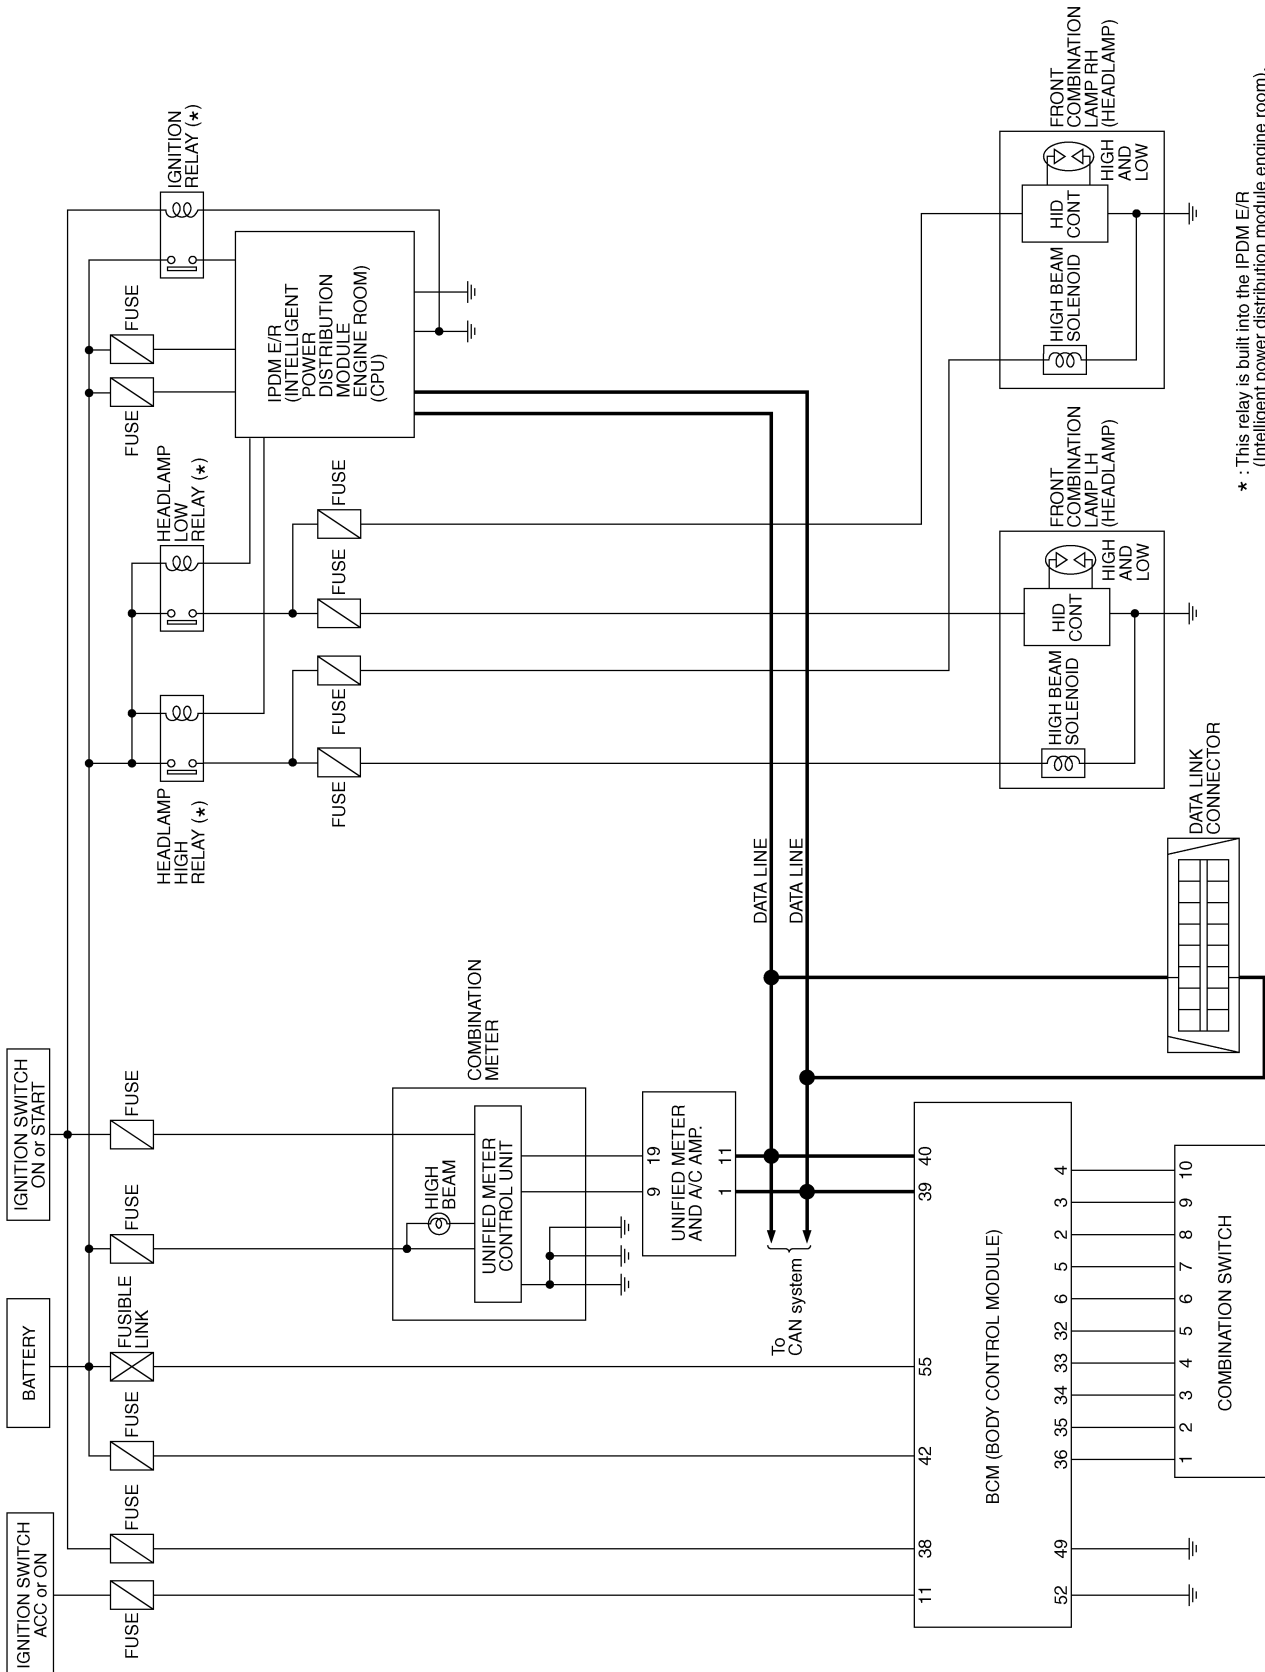 IGNITION SWITCH
ACC or ON
BATTERY
IGNITION SWITCH
ON or START
FUSE
FUSE
FUSE
FUSIBLE
LINK
FUSE
FUSE
HEADLAMP
HIGH
RELAY (*)
HEADLAMP
LOW
RELAY (*)
FUSE
FUSE
IGNITION
RELAY (*)
FUSE
FUSE
FUSE
FUSE
IPDM E/R
(INTELLIGENT
POWER
DISTRIBUTION
MODULE
ENGINE ROOM)
(CPU)
COMBINATION
METER
HIGH
BEAM
UNIFIED METER
CONTROL UNIT
9 19
UNIFIED METER
AND A/C AMP.
1 11
DATA LINE
DATA LINE
To
CAN system
11 38 42 55 39 40
BCM (BODY CONTROL MODULE)
52 49 36 35 34 33 32 6 5 2 3 4
1 2 3 4 5 6 7 8 9 10
COMBINATION SWITCH
DATA LINK
CONNECTOR
HIGH BEAM
SOLENOID
HID
CONT
HIGH
AND
LOW
FRONT
COMBINATION
LAMP LH
(HEADLAMP)
HIGH BEAM
SOLENOID
HID
CONT
HIGH
AND
LOW
FRONT
COMBINATION
LAMP RH
(HEADLAMP)
* : This relay is built into the IPDM E/R
(Intelligent power distribution module engine room).